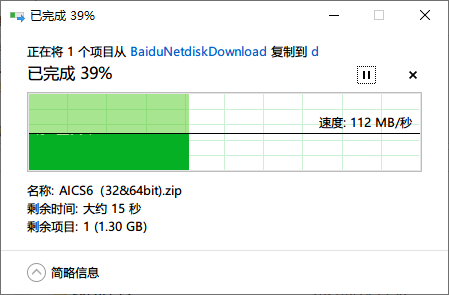 已完成 39%
正在将 1 个项目从 BaiduNetdiskDownload 复制到 d
已完成 39%
速度: 112 MB/秒
名称: AICS6（32&64bit).zip
剩余时间: 大约 15 秒
剩余项目: 1 (1.30 GB)
简略信息